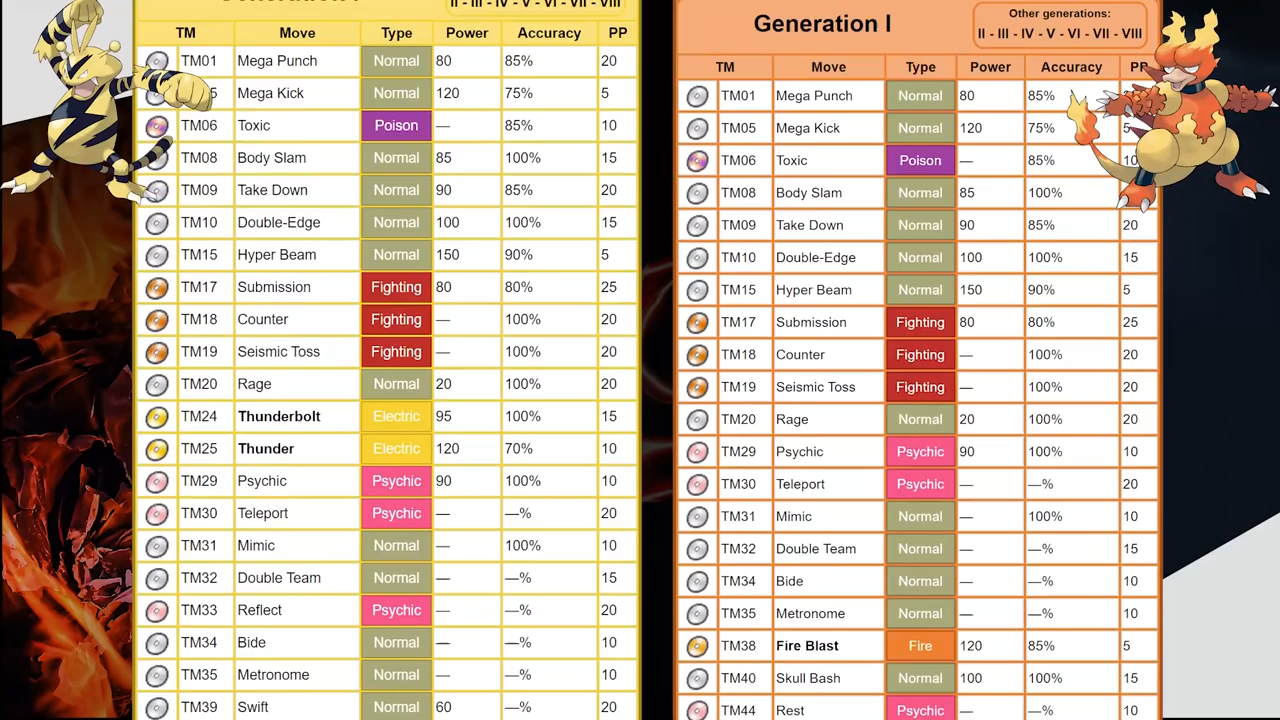 II - III - IV - V - VI - VII - VIII
TM Move Type Power Accuracy PP
TM01 Mega Punch Normal 80 85% 20
Mega Kick Normal 120 75% 5
TM06 Toxic Poison — 85% 10
TM08 Body Slam Normal 85 100% 15
TM09 Take Down Normal 90 85% 20
TM10 Double-Edge Normal 100 100% 15
TM15 Hyper Beam Normal 150 90% 5
TM17 Submission Fighting 80 80% 25
TM18 Counter Fighting — 100% 20
TM19 Seismic Toss Fighting — 100% 20
TM20 Rage Normal 20 100% 20
TM24 Thunderbolt Electric 95 100% 15
TM25 Thunder Electric 120 70% 10
TM29 Psychic Psychic 90 100% 10
TM30 Teleport Psychic — —% 20
TM31 Mimic Normal — 100% 10
TM32 Double Team Normal — —% 15
TM33 Reflect Psychic — —% 20
TM34 Bide Normal — —% 10
TM35 Metronome Normal — —% 10
TM39 Swift Normal 60 —% 20
Generation I
Other generations:
II - III - IV - V - VI - VII - VIII
TM Move Type Power Accuracy PP
TM01 Mega Punch Normal 80 85%
TM05 Mega Kick Normal 120 75% 5
TM06 Toxic Poison — 85% 10
TM08 Body Slam Normal 85 100%
TM09 Take Down Normal 90 85% 20
TM10 Double-Edge Normal 100 100% 15
TM15 Hyper Beam Normal 150 90% 5
TM17 Submission Fighting 80 80% 25
TM18 Counter Fighting — 100% 20
TM19 Seismic Toss Fighting — 100% 20
TM20 Rage Normal 20 100% 20
TM29 Psychic Psychic 90 100% 10
TM30 Teleport Psychic — —% 20
TM31 Mimic Normal — 100% 10
TM32 Double Team Normal — —% 15
TM34 Bide Normal — —% 10
TM35 Metronome Normal — —% 10
TM38 Fire Blast Fire 120 85% 5
TM40 Skull Bash Normal 100 100% 15
TM44 Rest Psychic — —% 10